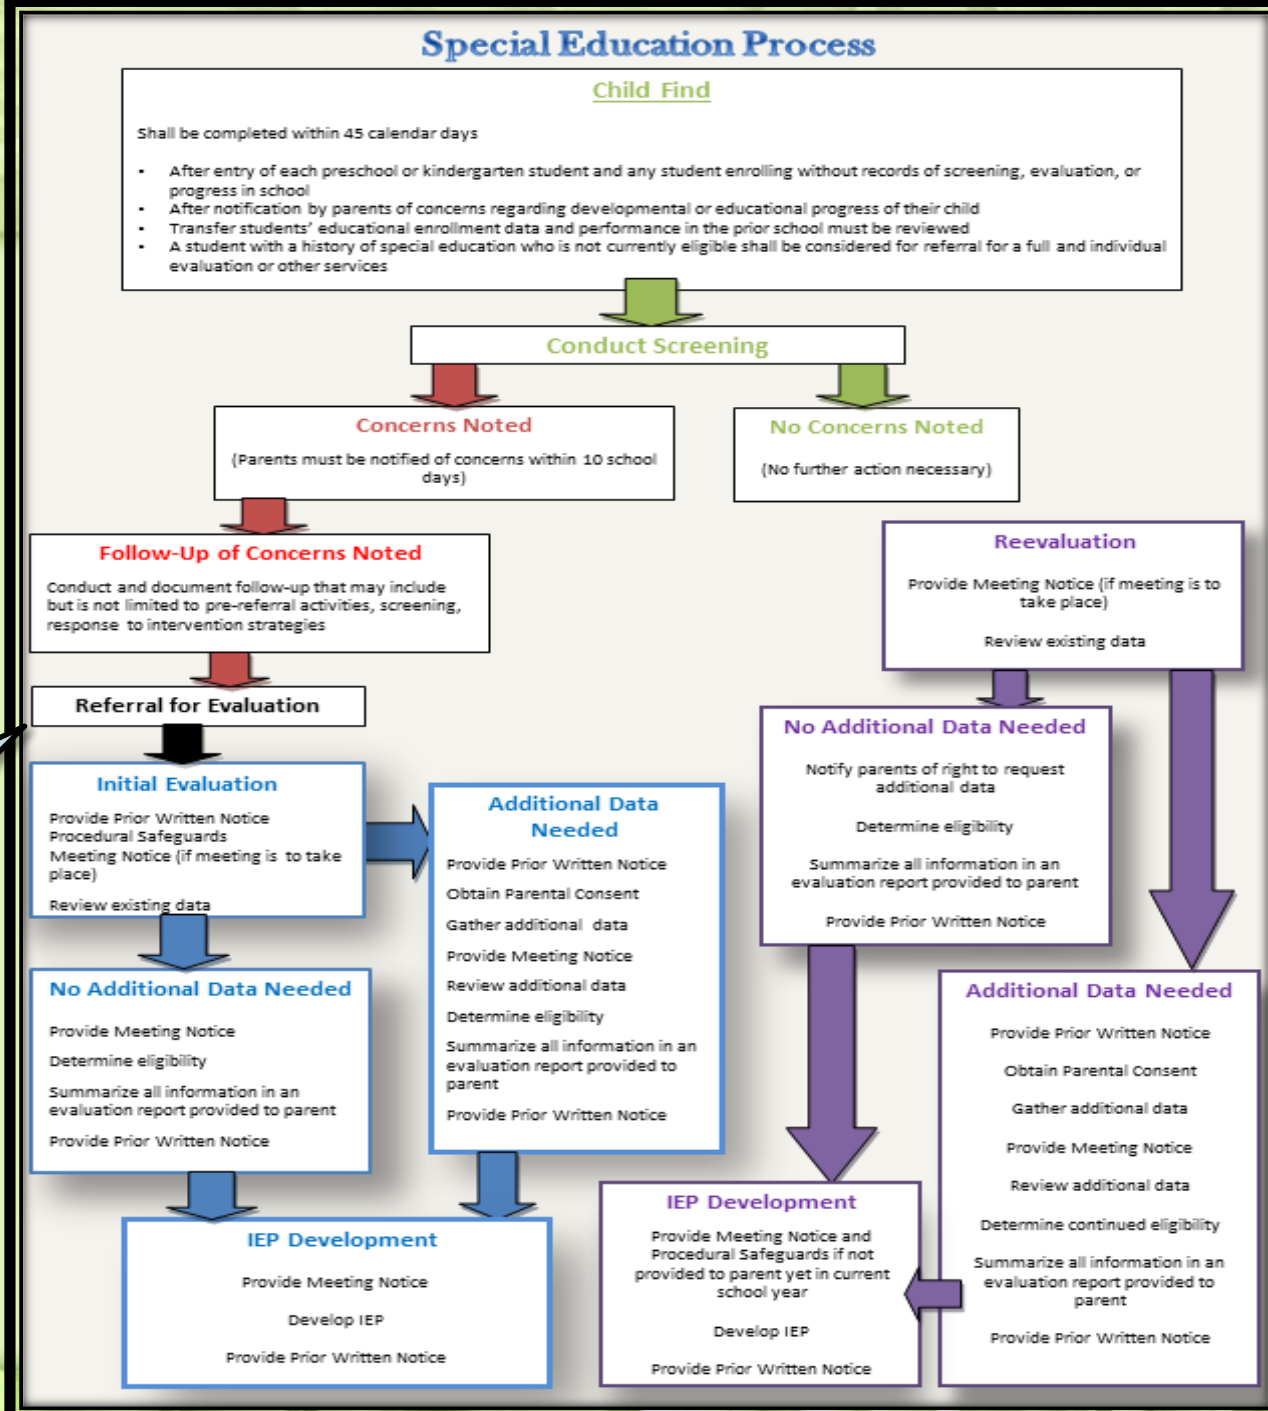 Special Education Process
Child Find
Shall be completed within 45 calendar days
▪ After entry of each preschool or kindergarten student and any student enrolling without records of screening, evaluation, or
progress in school
▪ After notification by parents of concerns regarding developmental or educational progress of their child
▪ Transfer students’ educational enrollment data and performance in the prior school must be reviewed
▪ A student with a history of special education who is not currently eligible shall be considered for referral for a full and individual
evaluation or other services
Conduct Screening
Concerns Noted
(Parents must be notified of concerns within 10 school
days)
No Concerns Noted
(No further action necessary)
Follow-Up of Concerns Noted
Conduct and document follow-up that may include
but is not limited to pre-referral activities, screening,
response to intervention strategies
Referral for Evaluation
Initial Evaluation
Provide Prior Written Notice
Procedural Safeguards
Meeting Notice (if meeting is to take
place)
Review existing data
No Additional Data Needed
Provide Meeting Notice
Determine eligibility
Summarize all information in an
evaluation report provided to parent
Provide Prior Written Notice
Additional Data
Needed
Provide Prior Written Notice
Obtain Parental Consent
Gather additional data
Provide Meeting Notice
Review additional data
Determine eligibility
Summarize all information in an
evaluation report provided to
parent
Provide Prior Written Notice
IEP Development
Provide Meeting Notice
Develop IEP
Provide Prior Written Notice
Reevaluation
Provide Meeting Notice (if meeting is to
take place)
Review existing data
No Additional Data Needed
Notify parents of right to request
additional data
Determine eligibility
Summarize all information in an
evaluation report provided to parent
Provide Prior Written Notice
Additional Data Needed
Provide Prior Written Notice
Obtain Parental Consent
Gather additional data
Provide Meeting Notice
Review additional data
Determine continued eligibility
Summarize all information in an
evaluation report provided to
parent
Provide Prior Written Notice
IEP Development
Provide Meeting Notice and
Procedural Safeguards if not
provided to parent yet in current
school year
Develop IEP
Provide Prior Written Notice